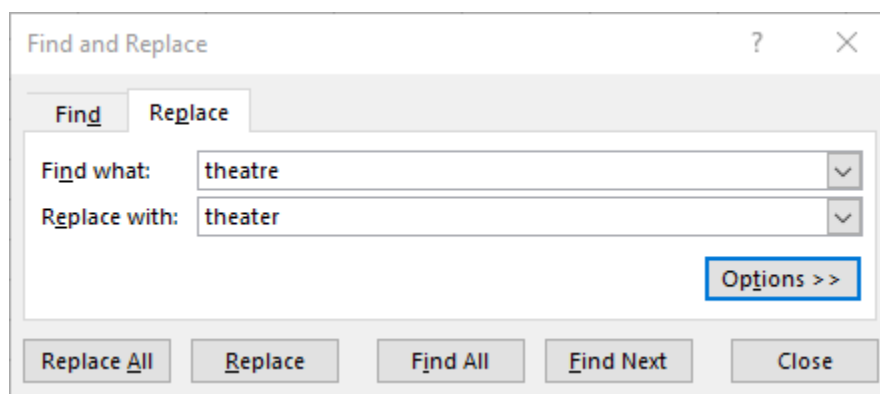 Find and Replace ?
Find Replace
Find what: theatre
Replace with: theater
Options >>
Replace All Replace Find All Find Next Close